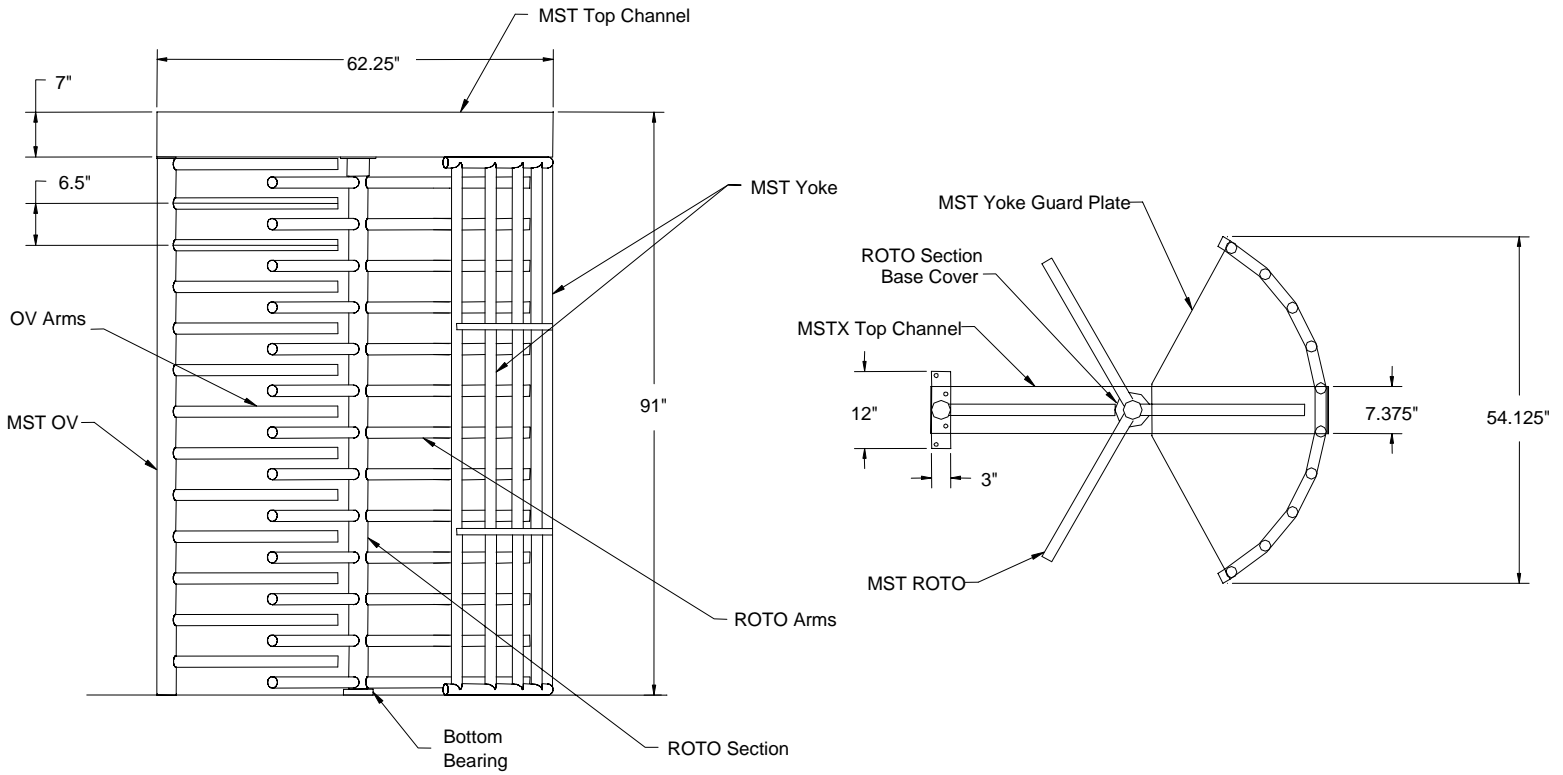 MST Top Channel
62.25"
7"
6.5"
MST Yoke
OV Arms
MST OV
91"
ROTO Arms
Bottom
Bearing
ROTO Section
MST Yoke Guard Plate
ROTO Section
Base Cover
MSTX Top Channel
12"
3"
7.375"
54.125"
MST ROTO